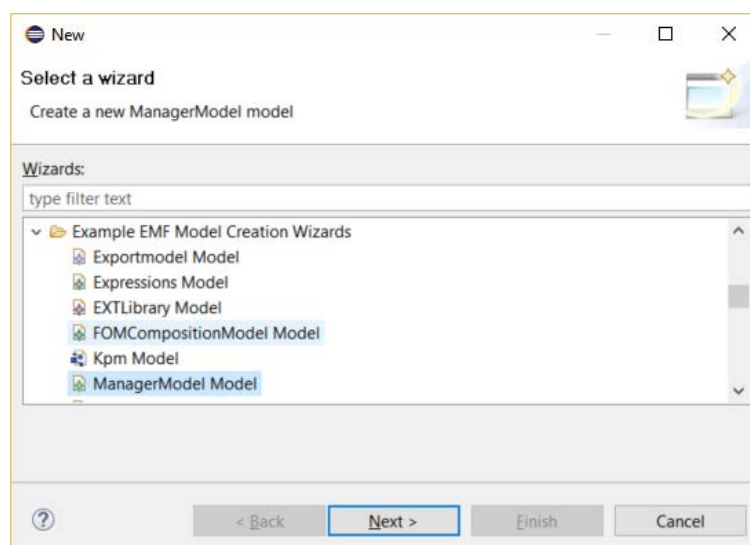 New
Select a wizard
Create a new ManagerModel model
Wizards:
type filter text
Example EMF Model Creation Wizards
Exportmodel Model
Expressions Model
EXTLibrary Model
FOMCompositionModel Model
Kpm Model
ManagerModel Model
< Back Next > Finish Cancel